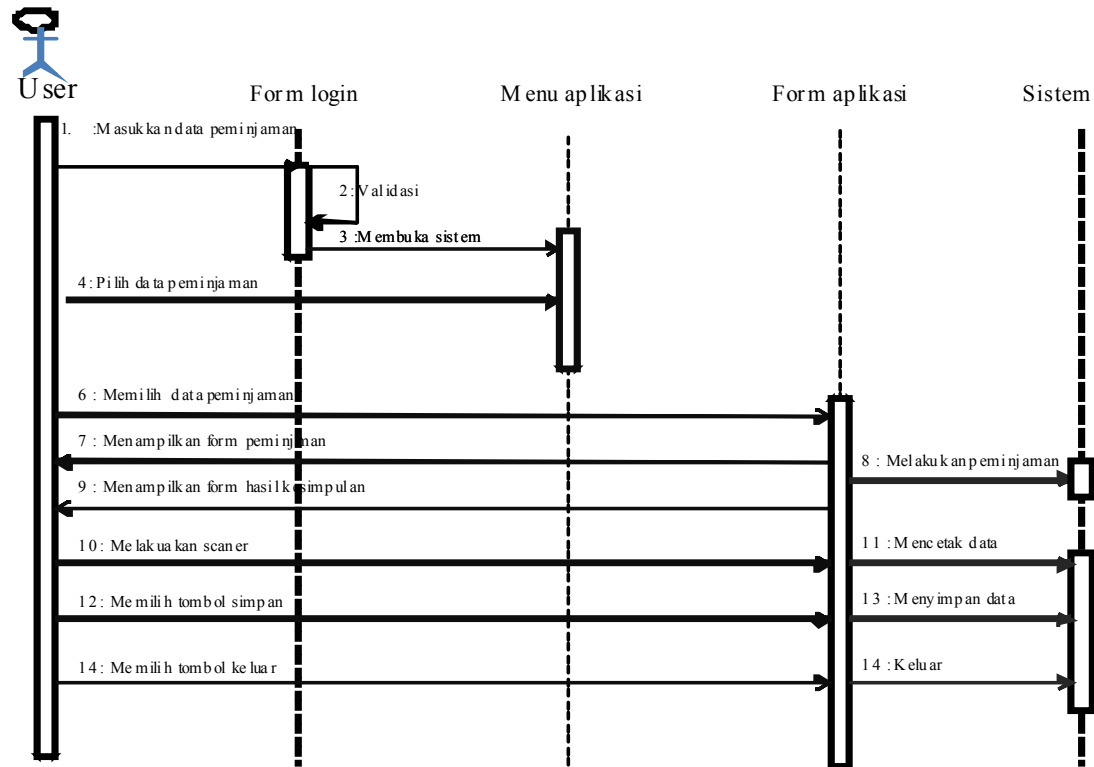 User
Form login
Menu aplikasi
Form aplikasi
Sistem
1. :Masukkan data peminjaman
2:Validasi
3 :Membuka sistem
4:Pilih data peminjaman
6 : Memilih data peminjaman
7 : Menampilkan form peminjman
8 : Melakukan peminjaman
9 : Menampilkan form hasil kesimpulan
10: Melakuakan scaner
11 :Mencetak data
12: Memilih tombol simpan
13 :Menyimpan data
14: Memilih tombol keluar
14 :Keluar